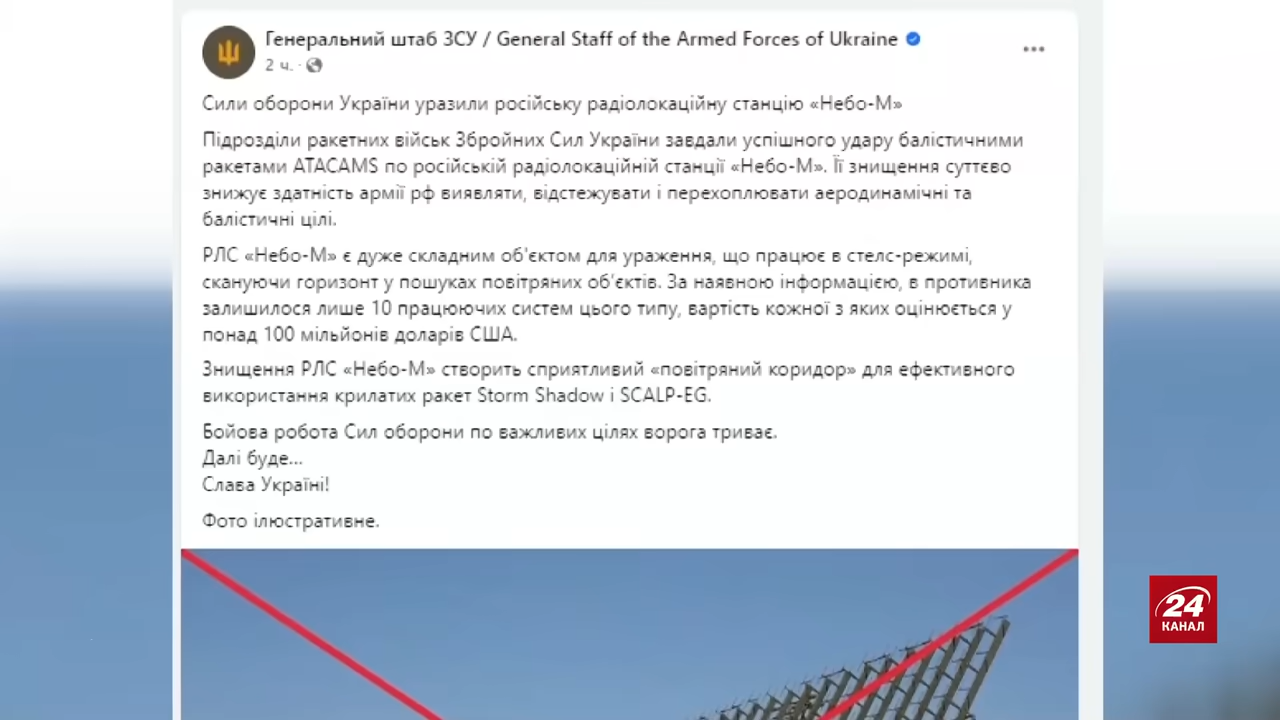 Генеральний штаб ЗСУ / General Staff of the Armed Forces of Ukraine
2 ч. ·
Сили оборони України уразили російську радіолокаційну станцію «Небо-М»
Підрозділи ракетних військ Збройних Сил України завдали успішного удару балістичними
ракетами ATACAMS по російській радіолокаційній станції «Небо-М». Її знищення суттєво
знижує здатність армії рф виявляти, відстежувати і перехоплювати аеродинамічні та
балістичні цілі.
РЛС «Небо-М» є дуже складним об'єктом для ураження, що працює в стелс-режимі,
скануючи горизонт у пошуках повітряних об'єктів. За наявною інформацією, в противника
залишилося лише 10 працюючих систем цього типу, вартість кожної з яких оцінюється у
понад 100 мільйонів доларів США.
Знищення РЛС «Небо-М» створить сприятливий «повітряний коридор» для ефективного
використання крилатих ракет Storm Shadow і SCALP-EG.
Бойова робота Сил оборони по важливих цілях ворога триває.
Далі буде...
Слава Україні!
Фото ілюстративне.
24
КАНАЛ